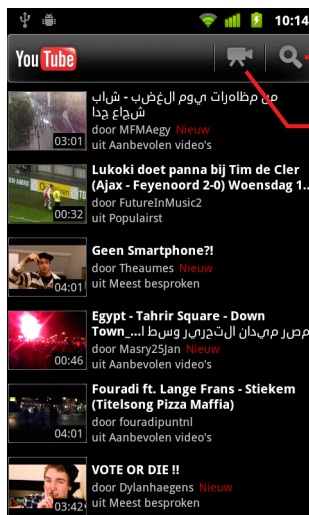 10:14
YouTube
من مظاهرات يوم الغضب - شاب
شجاع جدا
door MFMAegy Nieuw
uit Aanbevolen video's
03:01
Lukoki doet panna bij Tim de Cler
(Ajax - Feyenoord 2-0) Woensdag 1...
door FutureInMusic2
uit Populairst
00:32
Geen Smartphone?!
door Theaumes Nieuw
uit Meest besproken
04:01
Egypt - Tahrir Square - Down
Town_...مصر ميدان التحرير وسط ا
door Masry25Jan Nieuw
uit Aanbevolen video's
00:46
Fouradi ft. Lange Frans - Stiekem
(Titelsong Pizza Maffia)
door fouradipuntnl
uit Aanbevolen video's
04:01
VOTE OR DIE !!
door Dylanhaegens Nieuw
uit Meest besproken
03:42